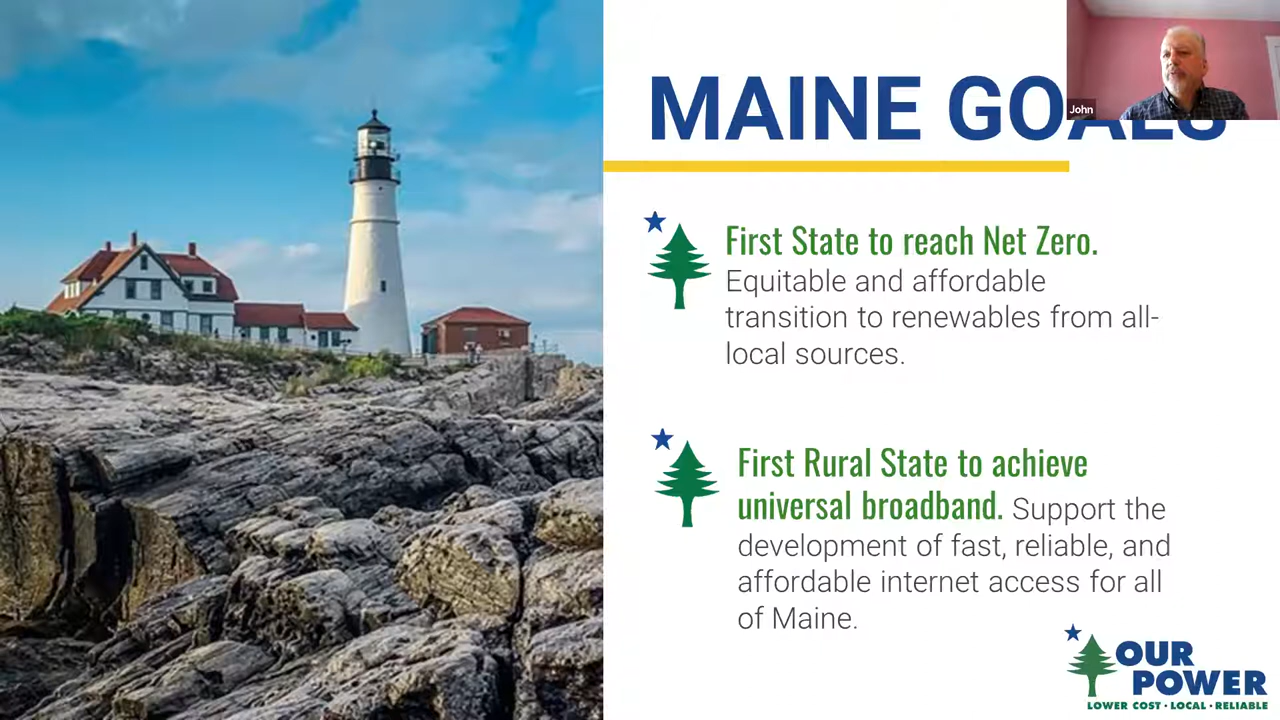 MAINE GOALS
John
First State to reach Net Zero.
Equitable and affordable
transition to renewables from all-
local sources.
First Rural State to achieve
universal broadband. Support the
development of fast, reliable, and
affordable internet access for all
of Maine.
OUR
POWER
LOWER COST · LOCAL · RELIABLE